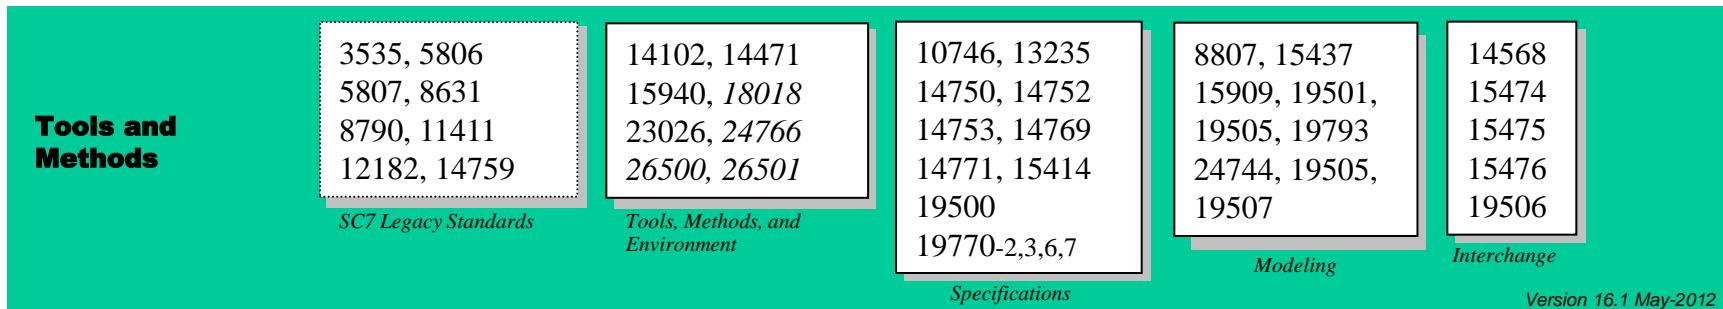 Tools and
Methods
3535, 5806
5807, 8631
8790, 11411
12182, 14759
SC7 Legacy Standards
14102, 14471
15940, 18018
23026, 24766
26500, 26501
Tools, Methods, and
Environment
10746, 13235
14750, 14752
14753, 14769
14771, 15414
19500
19770-2,3,6,7
Specifications
8807, 15437
15909, 19501,
19505, 19793
24744, 19505,
19507
Modeling
14568
15474
15475
15476
19506
Interchange
Version 16.1 May-2012